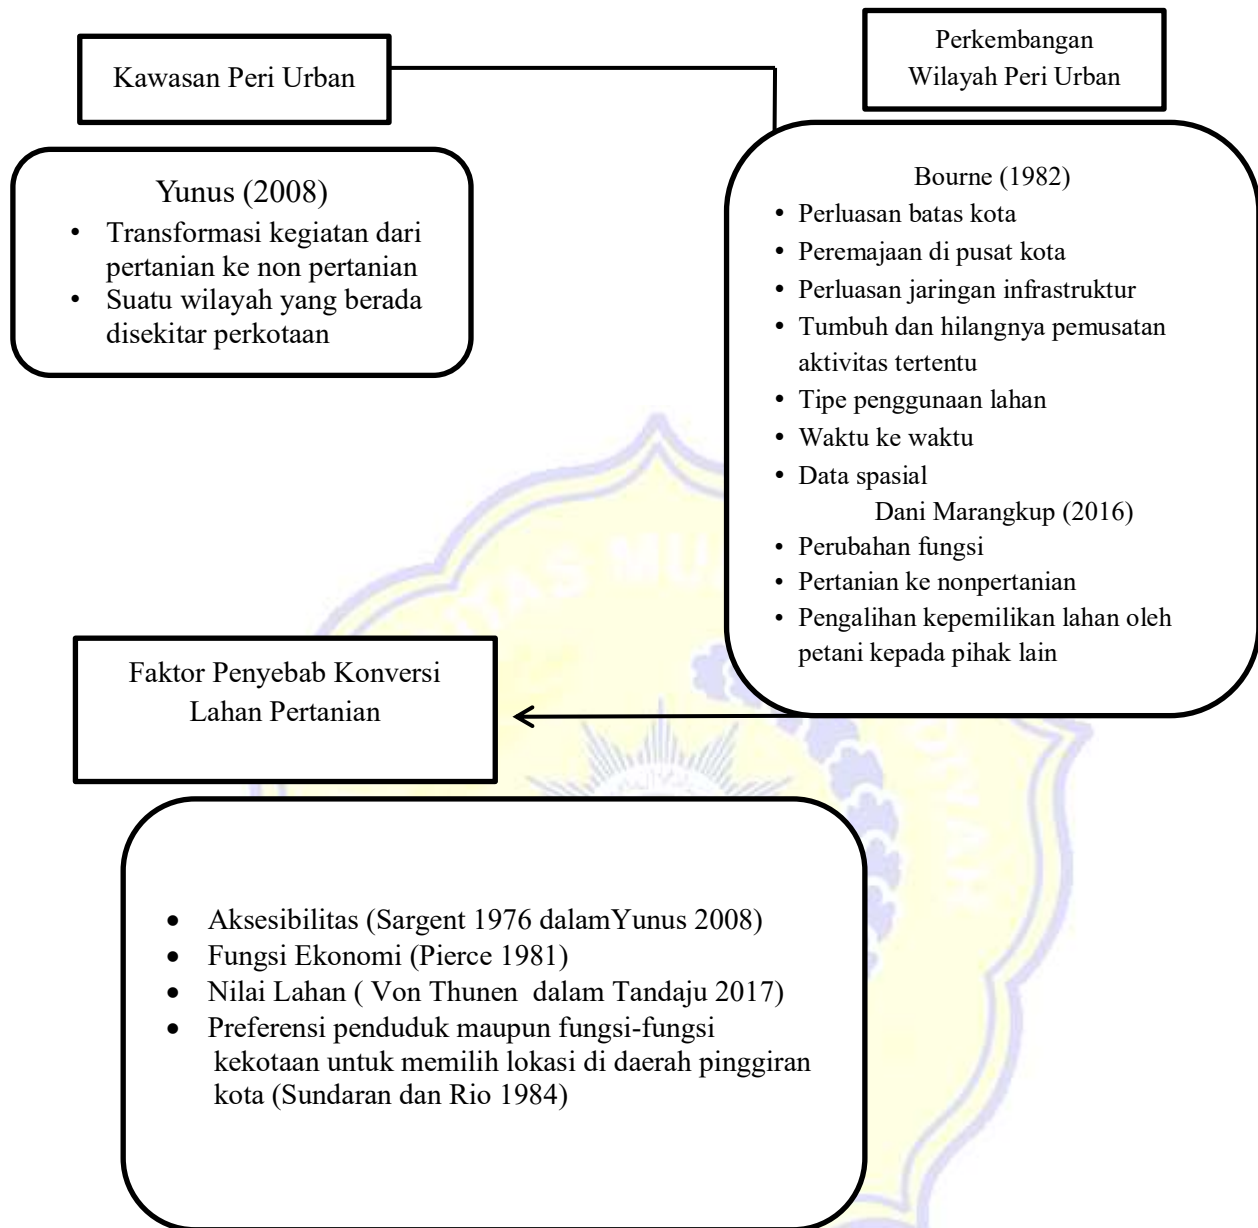 Kawasan Peri Urban
Perkembangan
Wilayah Peri Urban
Yunus (2008)
• Transformasi kegiatan dari
pertanian ke non pertanian
• Suatu wilayah yang berada
disekitar perkotaan
Bourne (1982)
• Perluasan batas kota
• Peremajaan di pusat kota
• Perluasan jaringan infrastruktur
• Tumbuh dan hilangnya pemusatan
aktivitas tertentu
• Tipe penggunaan lahan
• Waktu ke waktu
• Data spasial
Dani Marangkup (2016)
• Perubahan fungsi
• Pertanian ke nonpertanian
• Pengalihan kepemilikan lahan oleh
petani kepada pihak lain
Faktor Penyebab Konversi
Lahan Pertanian
• Aksesibilitas (Sargent 1976 dalamYunus 2008)
• Fungsi Ekonomi (Pierce 1981)
• Nilai Lahan ( Von Thunen dalam Tandaju 2017)
• Preferensi penduduk maupun fungsi-fungsi
kekotaan untuk memilih lokasi di daerah pinggiran
kota (Sundaran dan Rio 1984)